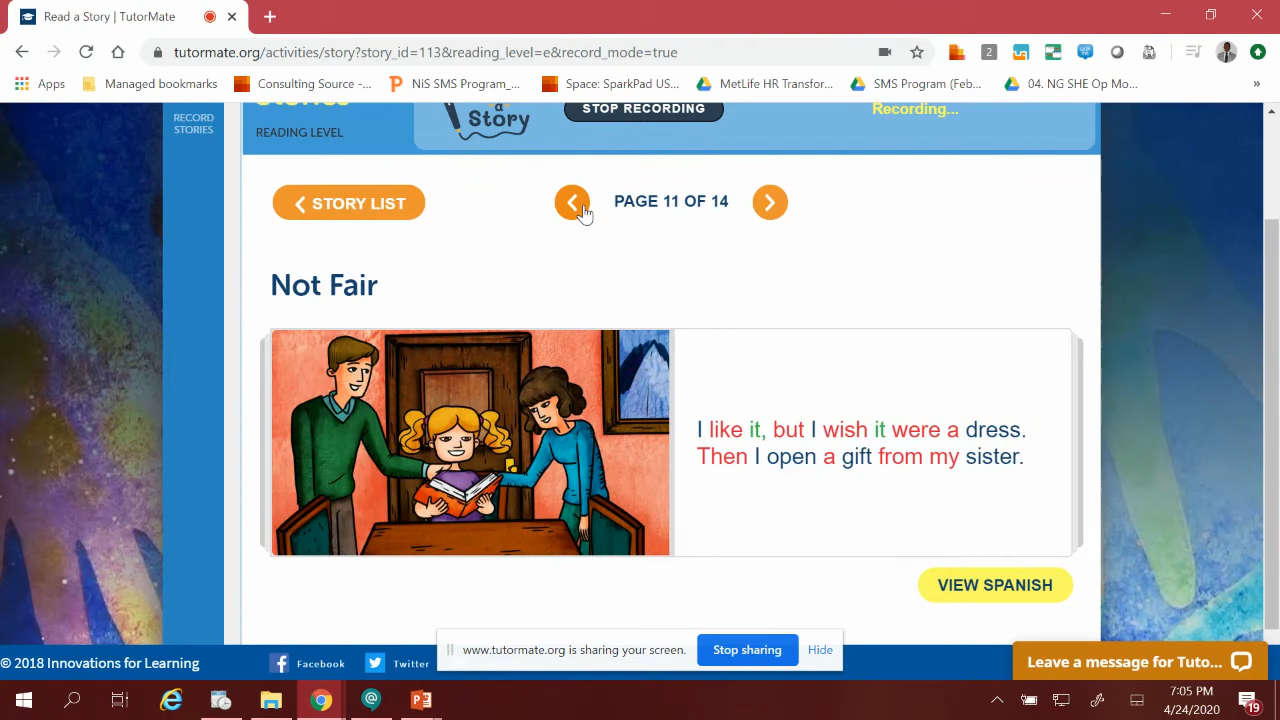 Read a Story | TutorMate
tutormate.org/activities/story?story_id=113&reading_level=e&record_mode=true
2
Apps
Managed bookmarks
Consulting Source -...
NiS SMS Program_...
Space: SparkPad US...
MetLife HR Transfor...
SMS Program (Feb...
04. NG SHE Op Mo...
»
RECORD
STORIES
Stories
READING LEVEL
a
Story
STOP RECORDING
Recording...
STORY LIST
PAGE 11 OF 14
Not Fair
I like it, but I wish it were a dress.
Then I open a gift from my sister.
VIEW SPANISH
www.tutormate.org is sharing your screen.
Stop sharing
Hide
© 2018 Innovations for Learning
Facebook
Twitter
Leave a message for Tuto...
7:05 PM
4/24/2020
19